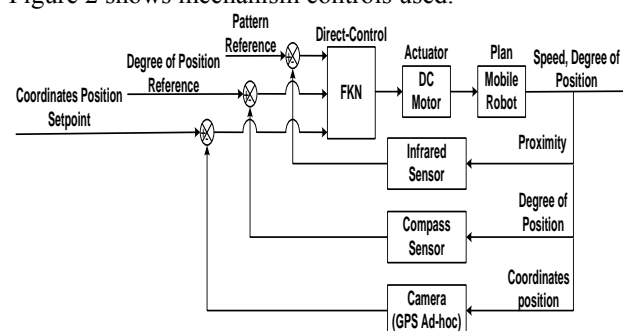 Figure 2 shows mechanism controls used.
Pattern
Reference
Direct-Control
Degree of Position
Reference
Coordinates Position
Setpoint
FKN
Actuator
DC
Motor
Plan
Mobile
Robot
Speed, Degree of
Position
Infrared
Sensor
Proximity
Compass
Sensor
Degree of
Position
Camera
(GPS Ad-hoc)
Coordinates
position